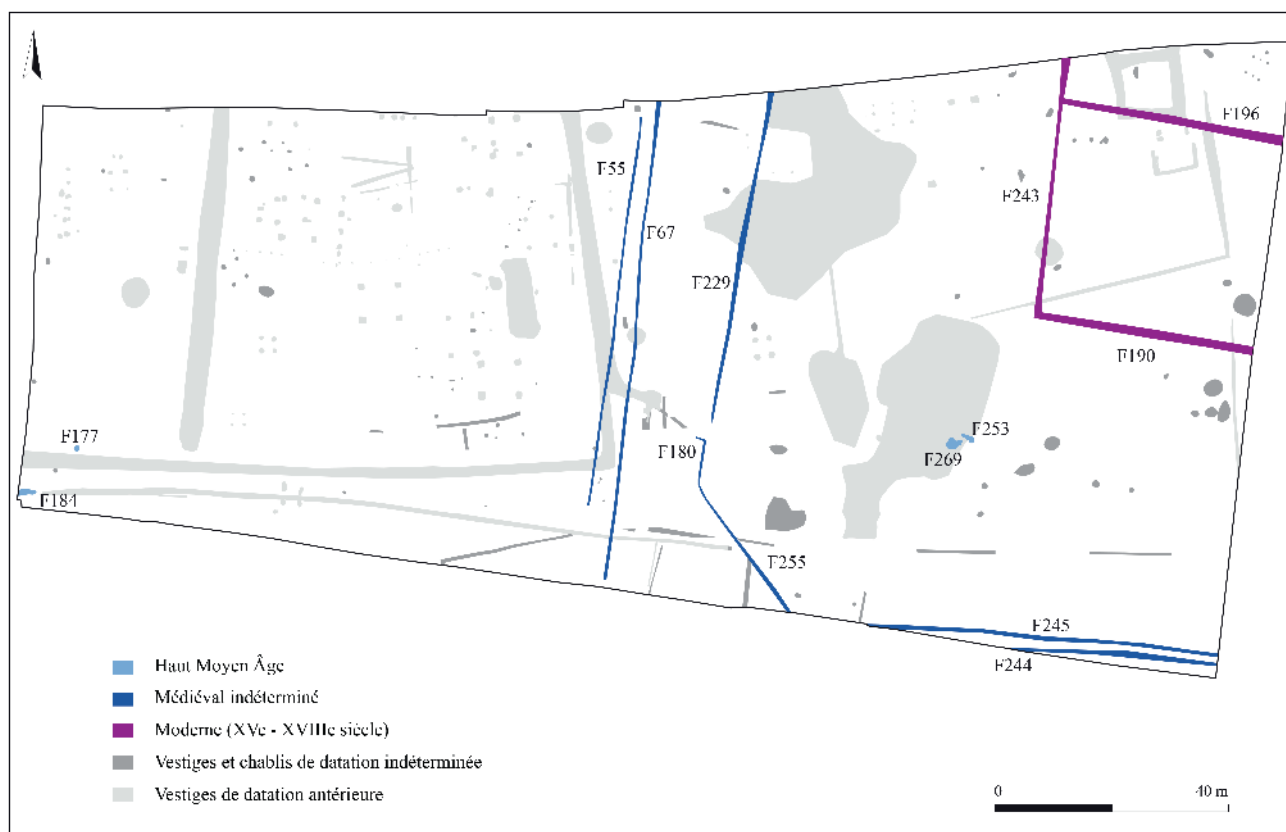 F196
F55
F243
F67
F229
F190
F177
F180
F253
F269
F184
F255
F245
F244
Haut Moyen Âge
Médiéval indéterminé
Moderne (XVe - XVIIIe siècle)
Vestiges et chablis de datation indéterminée
Vestiges de datation antérieure
0 40 m